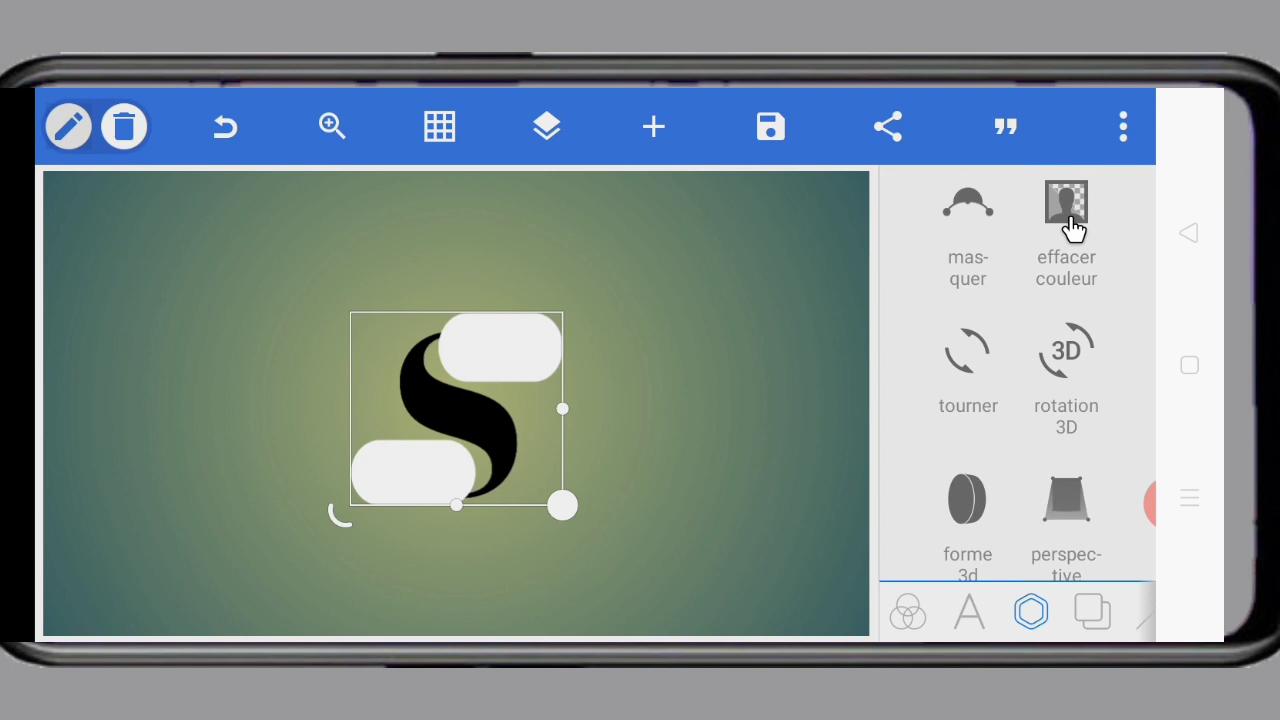 S
mas-
quer
effacer
couleur
tourner
3D
rotation
3D
forme
3d
perspec-
tive
A